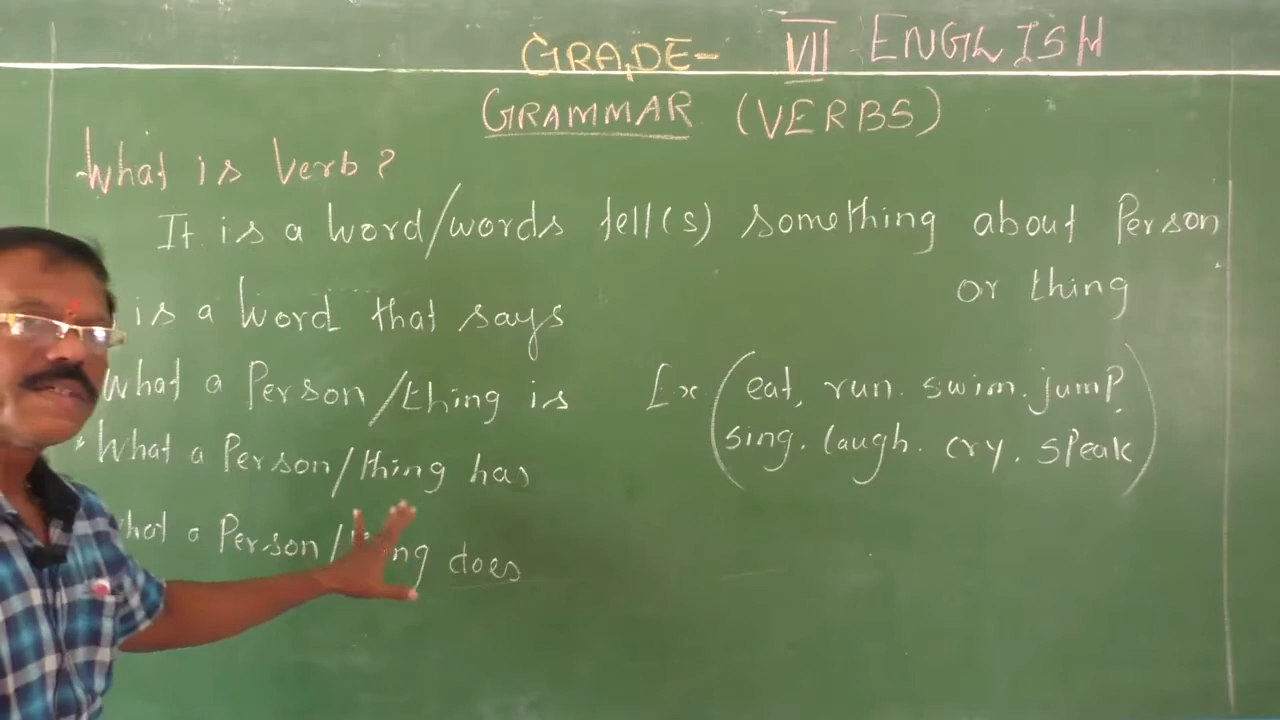 GRADE- VII ENGLISH
GRAMMAR (VERBS)
What is Verb?
It is a word/words tell(s) something about Person
or thing
is a word that says
What a Person/thing is
What a Person/thing has
What a Person/thing does
Ex (eat, run. swim. jump,
sing. laugh. cry. speak)